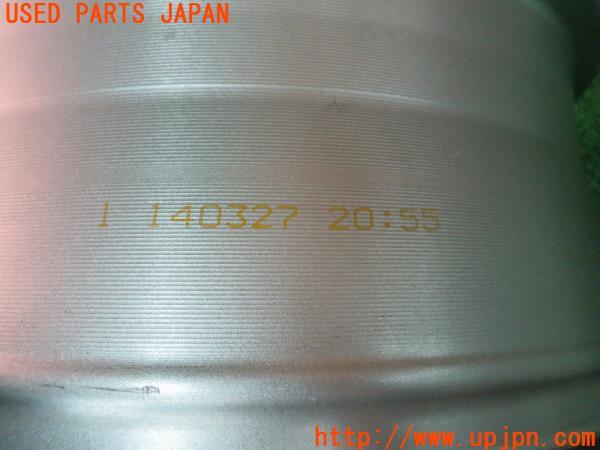 USED PARTS JAPAN
1 140327 20:55
http://www.upjpn.com/